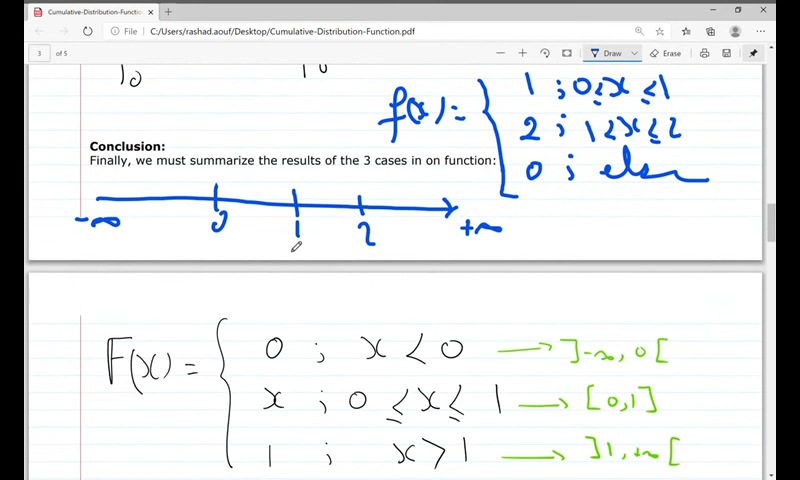 Cumulative-Distribution-Function.
File | C:/Users/rashad.aouf/Desktop/Cumulative-Distribution-Function.pdf
3 of 5
Draw
Erase
f(x) = { 1 ; 0 ≤ x ≤ 1
2 ; 1 < x ≤ 2
0 ; else
Conclusion:
Finally, we must summarize the results of the 3 cases in on function:
-∞ 0 1 2 +∞
F(x) = { 0 ; x < 0 → ]-∞, 0[
x ; 0 ≤ x ≤ 1 → [0,1]
1 ; x > 1 → ]1, +∞[